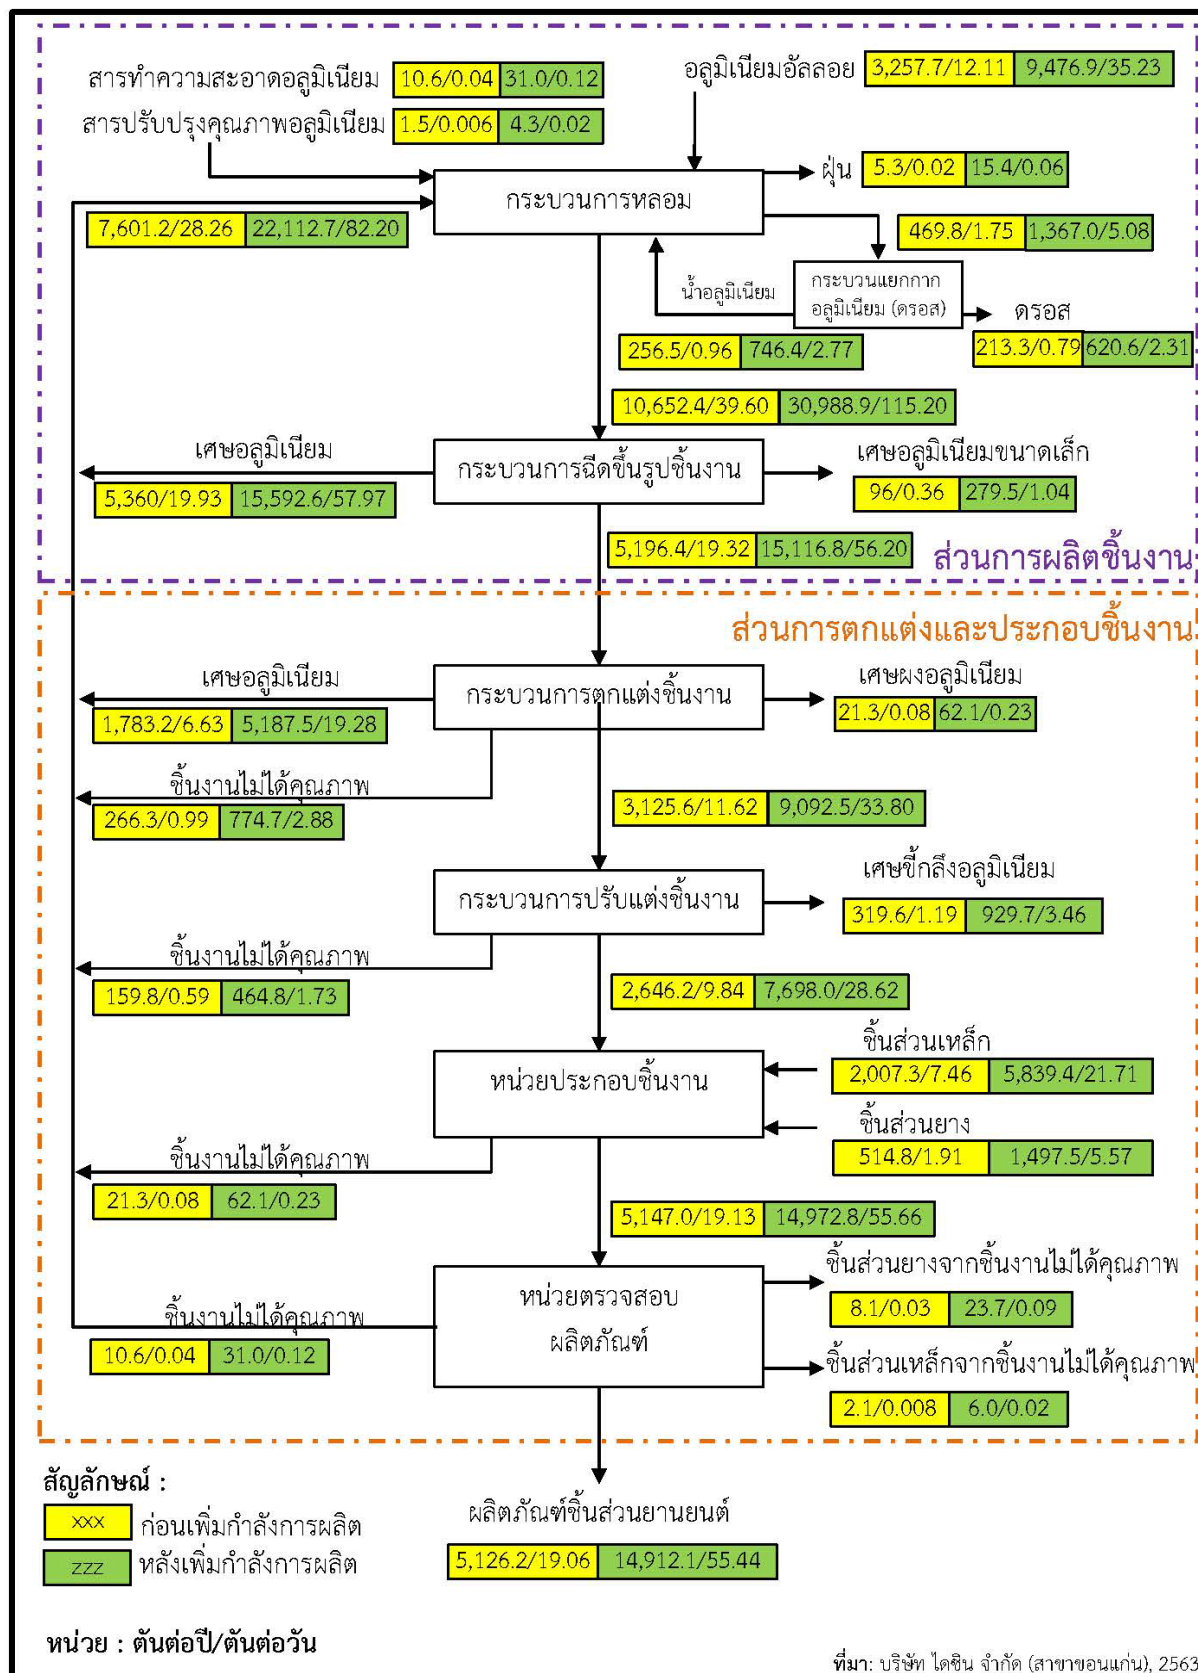 สารทำความสะอาดอลูมิเนียม 10.6/0.04 31.0/0.12
อลูมิเนียมอัลลอย 3,257.7/12.11 9,476.9/35.23
สารปรับปรุงคุณภาพอลูมิเนียม 1.5/0.006 4.3/0.02
ฝุ่น 5.3/0.02 15.4/0.06
กระบวนการหลอม
7,601.2/28.26 22,112.7/82.20
469.8/1.75 1,367.0/5.08
น้ำอลูมิเนียม
กระบวนแยกกาก
อลูมิเนียม (ดรอส)
ดรอส
256.5/0.96 746.4/2.77
213.3/0.79 620.6/2.31
10,652.4/39.60 30,988.9/115.20
เศษอลูมิเนียม
กระบวนการฉีดขึ้นรูปชิ้นงาน
เศษอลูมิเนียมขนาดเล็ก
5,360/19.93 15,592.6/57.97
96/0.36 279.5/1.04
5,196.4/19.32 15,116.8/56.20
ส่วนการผลิตชิ้นงาน
ส่วนการตกแต่งและประกอบชิ้นงาน
เศษอลูมิเนียม
กระบวนการตกแต่งชิ้นงาน
เศษผงอลูมิเนียม
1,783.2/6.63 5,187.5/19.28
21.3/0.08 62.1/0.23
ชิ้นงานไม่ได้คุณภาพ
266.3/0.99 774.7/2.88
3,125.6/11.62 9,092.5/33.80
กระบวนการปรับแต่งชิ้นงาน
เศษขี้กลึงอลูมิเนียม
319.6/1.19 929.7/3.46
ชิ้นงานไม่ได้คุณภาพ
159.8/0.59 464.8/1.73
2,646.2/9.84 7,698.0/28.62
หน่วยประกอบชิ้นงาน
ชิ้นส่วนเหล็ก
2,007.3/7.46 5,839.4/21.71
ชิ้นส่วนยาง
514.8/1.91 1,497.5/5.57
ชิ้นงานไม่ได้คุณภาพ
21.3/0.08 62.1/0.23
5,147.0/19.13 14,972.8/55.66
หน่วยตรวจสอบ
ผลิตภัณฑ์
ชิ้นส่วนยางจากชิ้นงานไม่ได้คุณภาพ
8.1/0.03 23.7/0.09
ชิ้นงานไม่ได้คุณภาพ
10.6/0.04 31.0/0.12
ชิ้นส่วนเหล็กจากชิ้นงานไม่ได้คุณภาพ
2.1/0.008 6.0/0.02
สัญลักษณ์ :
XXX ก่อนเพิ่มกำลังการผลิต
ZZZ หลังเพิ่มกำลังการผลิต
ผลิตภัณฑ์ชิ้นส่วนยานยนต์
5,126.2/19.06 14,912.1/55.44
หน่วย : ตันต่อปี/ตันต่อวัน
ที่มา: บริษัท ไดซิน จำกัด (สาขาขอนแก่น), 2563